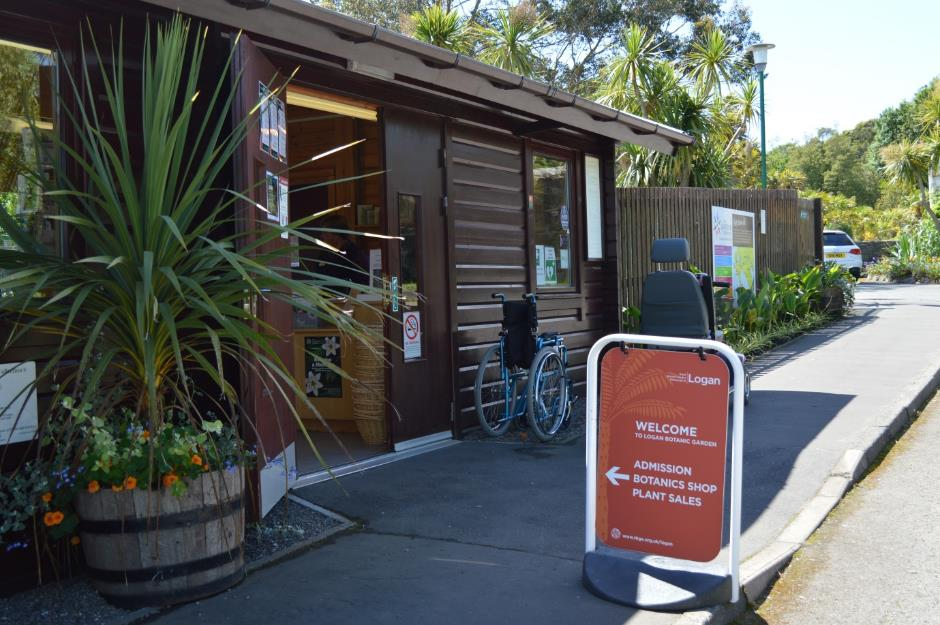 Logan
WELCOME
TO LOGAN BOTANIC GARDEN
ADMISSION
BOTANICS SHOP
PLANT SALES
www.rbge.org.uk/logan